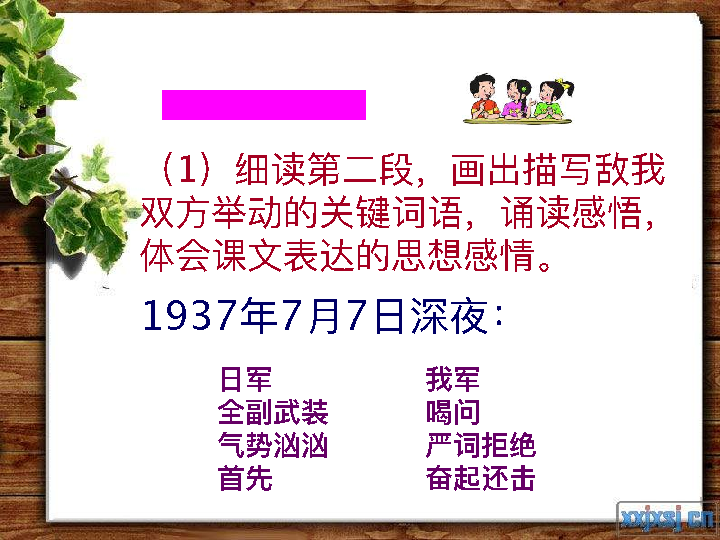 （1）细读第二段，画出描写敌我
双方举动的关键词语，诵读感悟，
体会课文表达的思想感情。
1937年7月7日深夜：
日军 我军
全副武装 喝问
气势汹汹 严词拒绝
首先 奋起还击
xxjxsj.cn